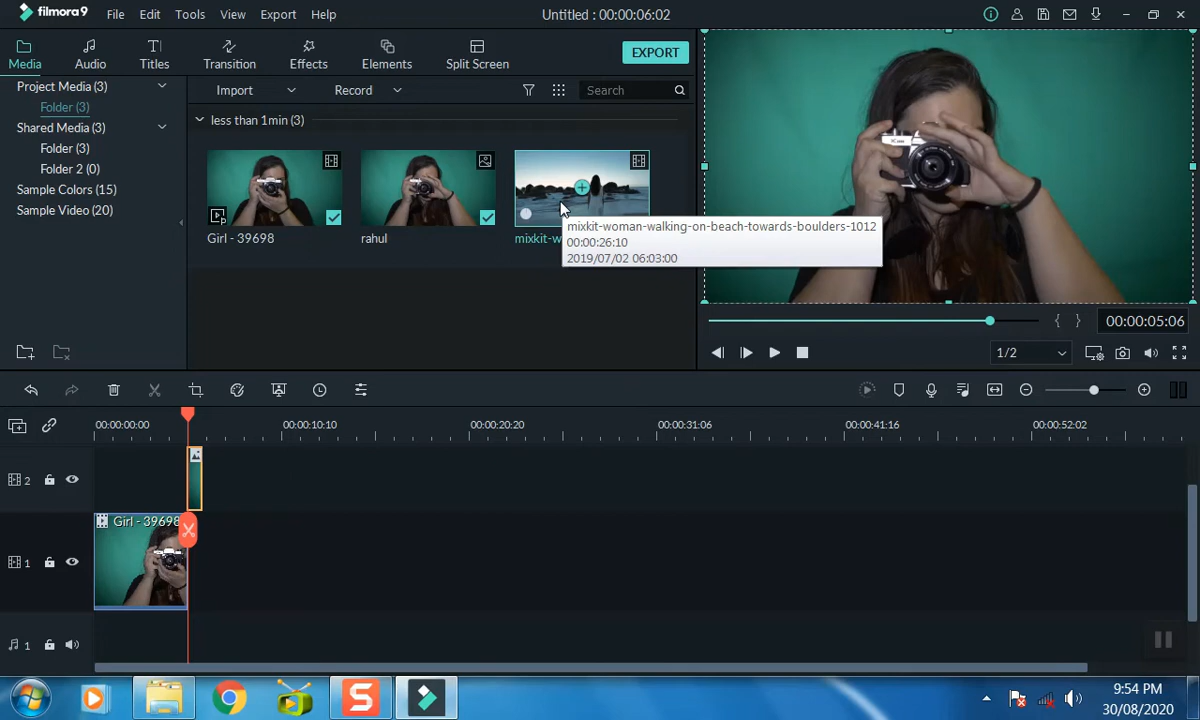 filmora9 File Edit Tools View Export Help Untitled : 00:00:06:02
Media Audio Titles Transition Effects Elements Split Screen EXPORT
Project Media (3)
Folder (3)
Shared Media (3)
Folder (3)
Folder 2 (0)
Sample Colors (15)
Sample Video (20)
Import Record Search
less than 1min (3)
Girl - 39698 rahul mixkit-w
mixkit-woman-walking-on-beach-towards-boulders-1012
00:00:26:10
2019/07/02 06:03:00
{ } 00:00:05:06
1/2
00:00:00:00 00:00:10:10 00:00:20:20 00:00:31:06 00:00:41:16 00:00:52:02
2
Girl - 39698
1
1
S
9:54 PM
30/08/2020